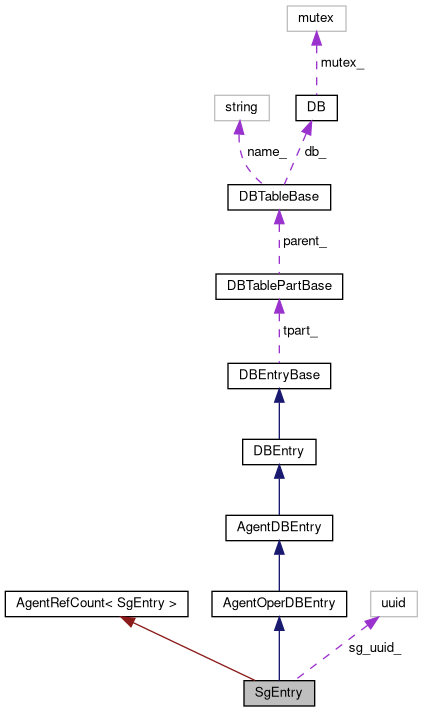 mutex
mutex_
string
DB
name_
db_
DBTableBase
parent_
DBTablePartBase
tpart_
DBEntryBase
DBEntry
AgentDBEntry
AgentRefCount< SgEntry >
AgentOperDBEntry
uuid
sg_uuid_
SgEntry